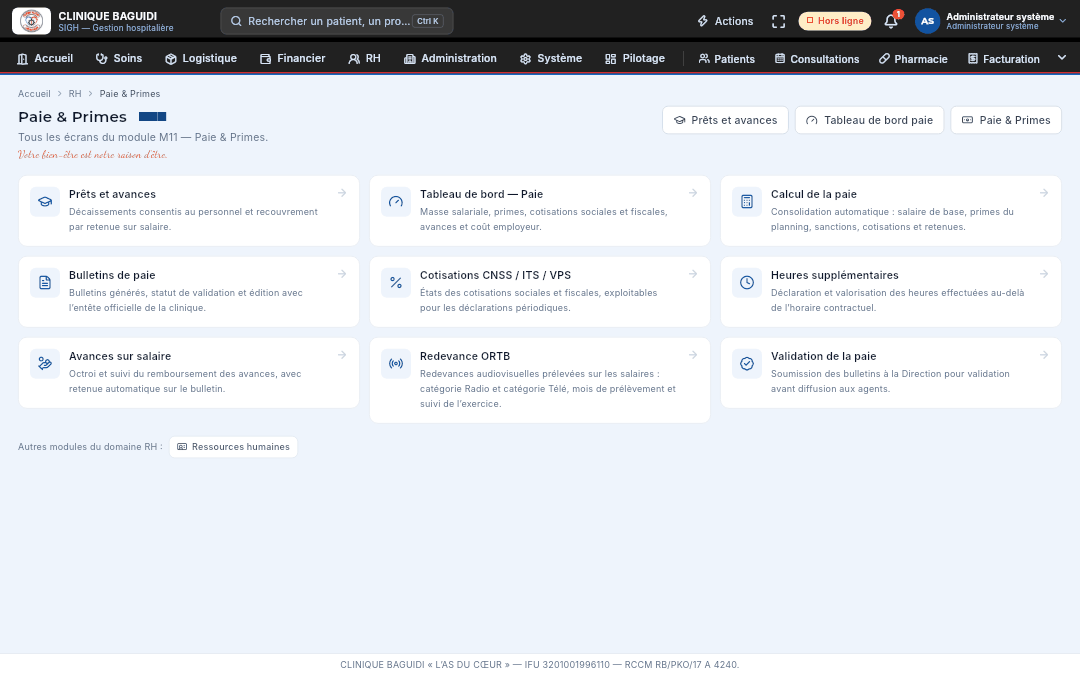 CLINIQUE BAGUIDI
SIGH — Gestion hospitalière
Rechercher un patient, un pro...
Ctrl K
Actions
Hors ligne
1
AS
Administrateur système
Administrateur système
Accueil
Soins
Logistique
Financier
RH
Administration
Système
Pilotage
Patients
Consultations
Pharmacie
Facturation
Accueil > RH > Paie & Primes
Paie & Primes
Tous les écrans du module M11 — Paie & Primes.
Votre bien-être est notre raison d'être.
Prêts et avances
Tableau de bord paie
Paie & Primes
Prêts et avances
Décaissements consentis au personnel et recouvrement
par retenue sur salaire.
Tableau de bord — Paie
Masse salariale, primes, cotisations sociales et fiscales,
avances et coût employeur.
Calcul de la paie
Consolidation automatique : salaire de base, primes du
planning, sanctions, cotisations et retenues.
Bulletins de paie
Bulletins générés, statut de validation et édition avec
l'entête officielle de la clinique.
Cotisations CNSS / ITS / VPS
États des cotisations sociales et fiscales, exploitables
pour les déclarations périodiques.
Heures supplémentaires
Déclaration et valorisation des heures effectuées au-delà
de l'horaire contractuel.
Avances sur salaire
Octroi et suivi du remboursement des avances, avec
retenue automatique sur le bulletin.
Redevance ORTB
Redevances audiovisuelles prélevées sur les salaires :
catégorie Radio et catégorie Télé, mois de prélèvement et
suivi de l'exercice.
Validation de la paie
Soumission des bulletins à la Direction pour validation
avant diffusion aux agents.
Autres modules du domaine RH :
Ressources humaines
CLINIQUE BAGUIDI « L'AS DU CŒUR » — IFU 3201001996110 — RCCM RB/PKO/17 A 4240.